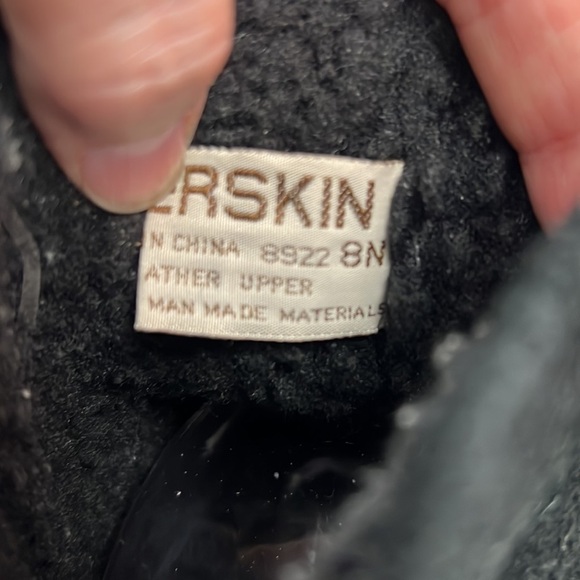 ERSKIN
N CHINA 8922 8N
ATHER UPPER
MAN MADE MATERIALS